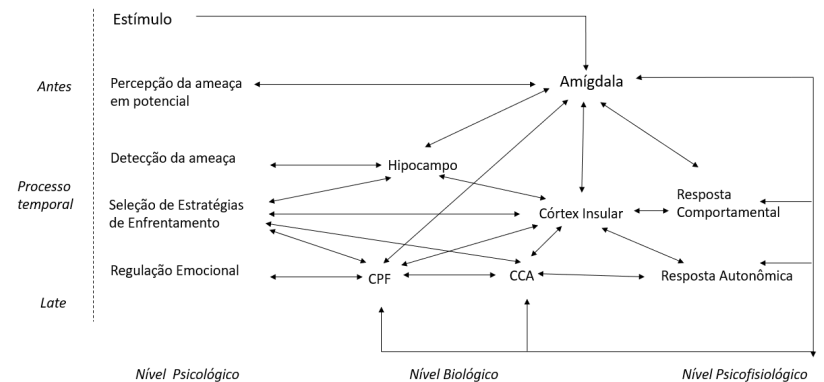 Estímulo
Antes
Percepção da ameaça
em potencial
Amígdala
Detecção da ameaça
Hipocampo
Processo
temporal
Seleção de Estratégias
de Enfrentamento
Córtex Insular
Resposta
Comportamental
Regulação Emocional
CPF
CCA
Resposta Autonômica
Late
Nível Psicológico
Nível Biológico
Nível Psicofisiológico